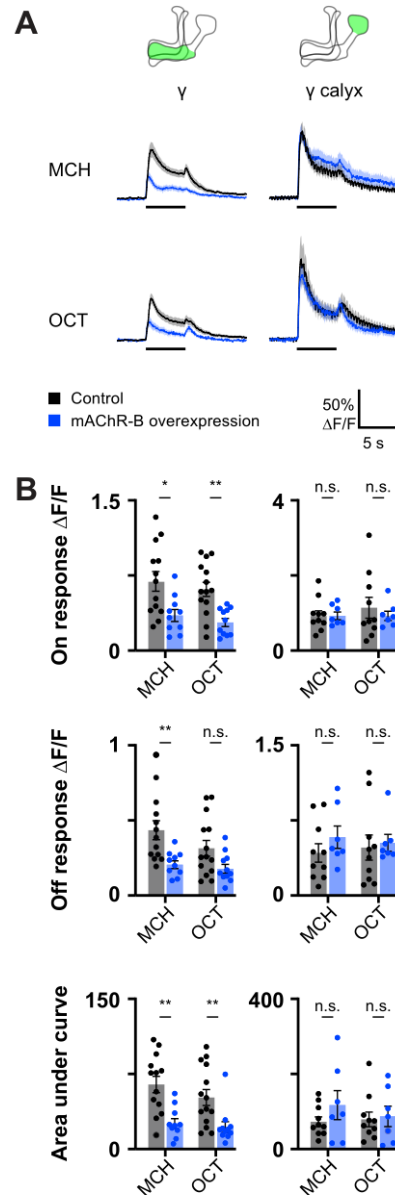 A
γ
γ calyx
MCH
OCT
Control
mAChR-B overexpression
50%
ΔF/F
5 s
B
On response ΔF/F
1.5
0
*
**
MCH
OCT
4
2
0
n.s.
n.s.
MCH
OCT
Off response ΔF/F
1
0
**
n.s.
MCH
OCT
1.5
0
n.s.
n.s.
MCH
OCT
Area under curve
150
0
**
**
MCH
OCT
400
0
n.s.
n.s.
MCH
OCT